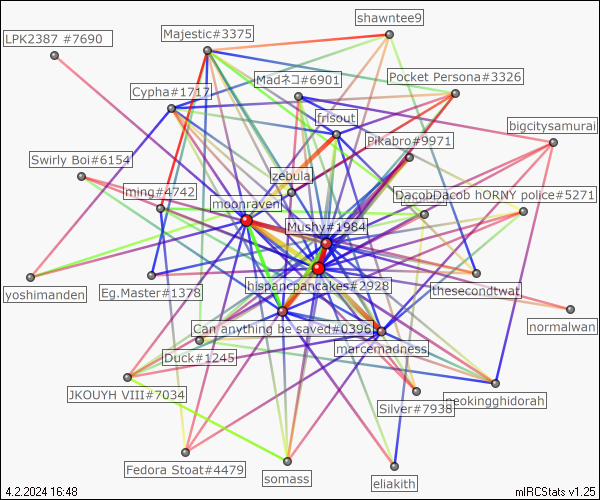 shawntee9
Majestic#3375
LPK2387 #7690
Madネコ#6901
Pocket Persona#3326
Cypha#1717
frisout
bigcitysamurai
Pikabro#9971
Swirly Boi#6154
zebula
ming#4742
DacobDacob hORNY police#5271
moonraven
Mushy#1984
hispancpancakes#2928
yoshimanden
Eg.Master#1378
thesecondtwat
Can anything be saved#0396
normalwan
marcemadness
Duck#1245
JKOUYH VIII#7034
Silver#7938
neokingghidorah
Fedora Stoat#4479
somass
eliakith
4.2.2024 16:48
mIRCStats v1.25